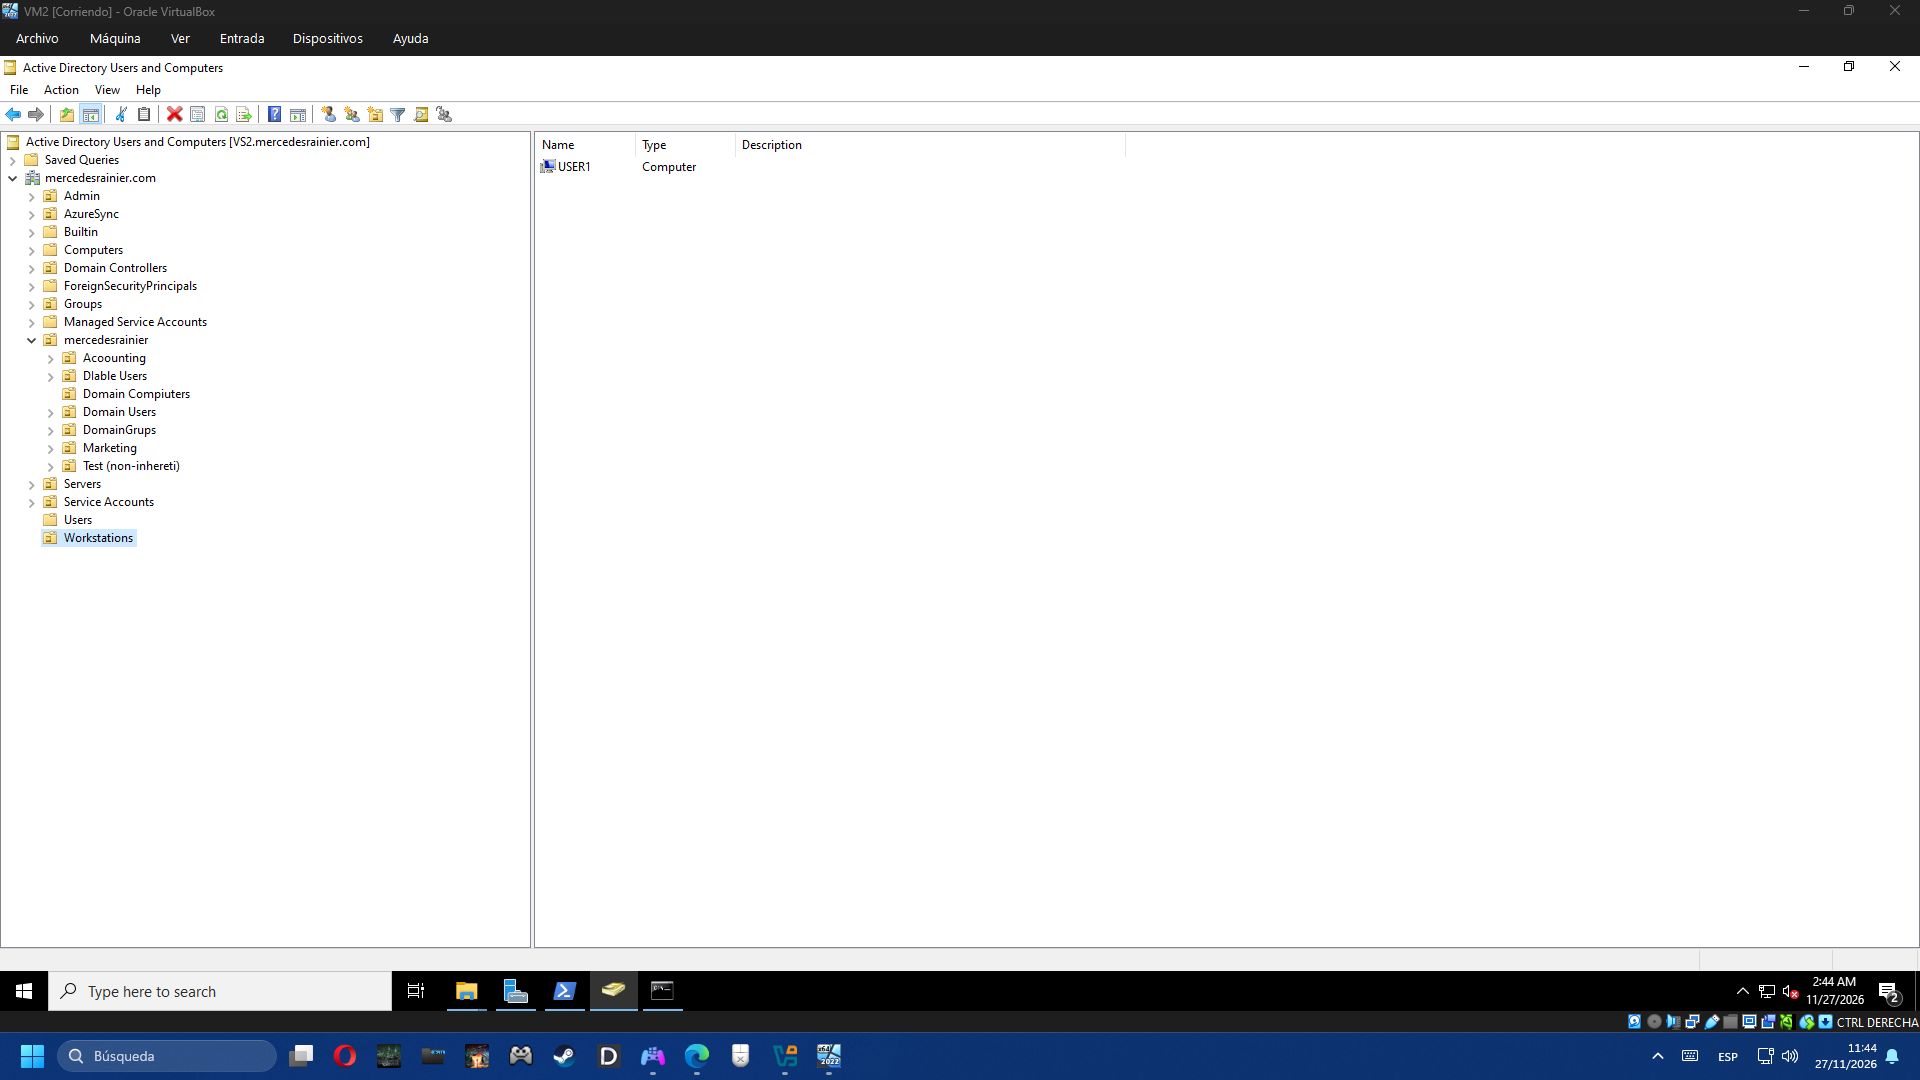 VM2 [Corriendo] - Oracle VirtualBox
Archivo Máquina Ver Entrada Dispositivos Ayuda
Active Directory Users and Computers
File Action View Help
Active Directory Users and Computers [VS2.mercedesrainier.com]
Saved Queries
mercedesrainier.com
Admin
AzureSync
Builtin
Computers
Domain Controllers
ForeignSecurityPrincipals
Groups
Managed Service Accounts
mercedesrainier
Acoounting
Dlable Users
Domain Compiuters
Domain Users
DomainGrups
Marketing
Test (non-inhereti)
Servers
Service Accounts
Users
Workstations
Name Type Description
USER1 Computer
Type here to search
2:44 AM
11/27/2026
2
CTRL DERECHA
Búsqueda
2022
ESP
11:44
27/11/2026